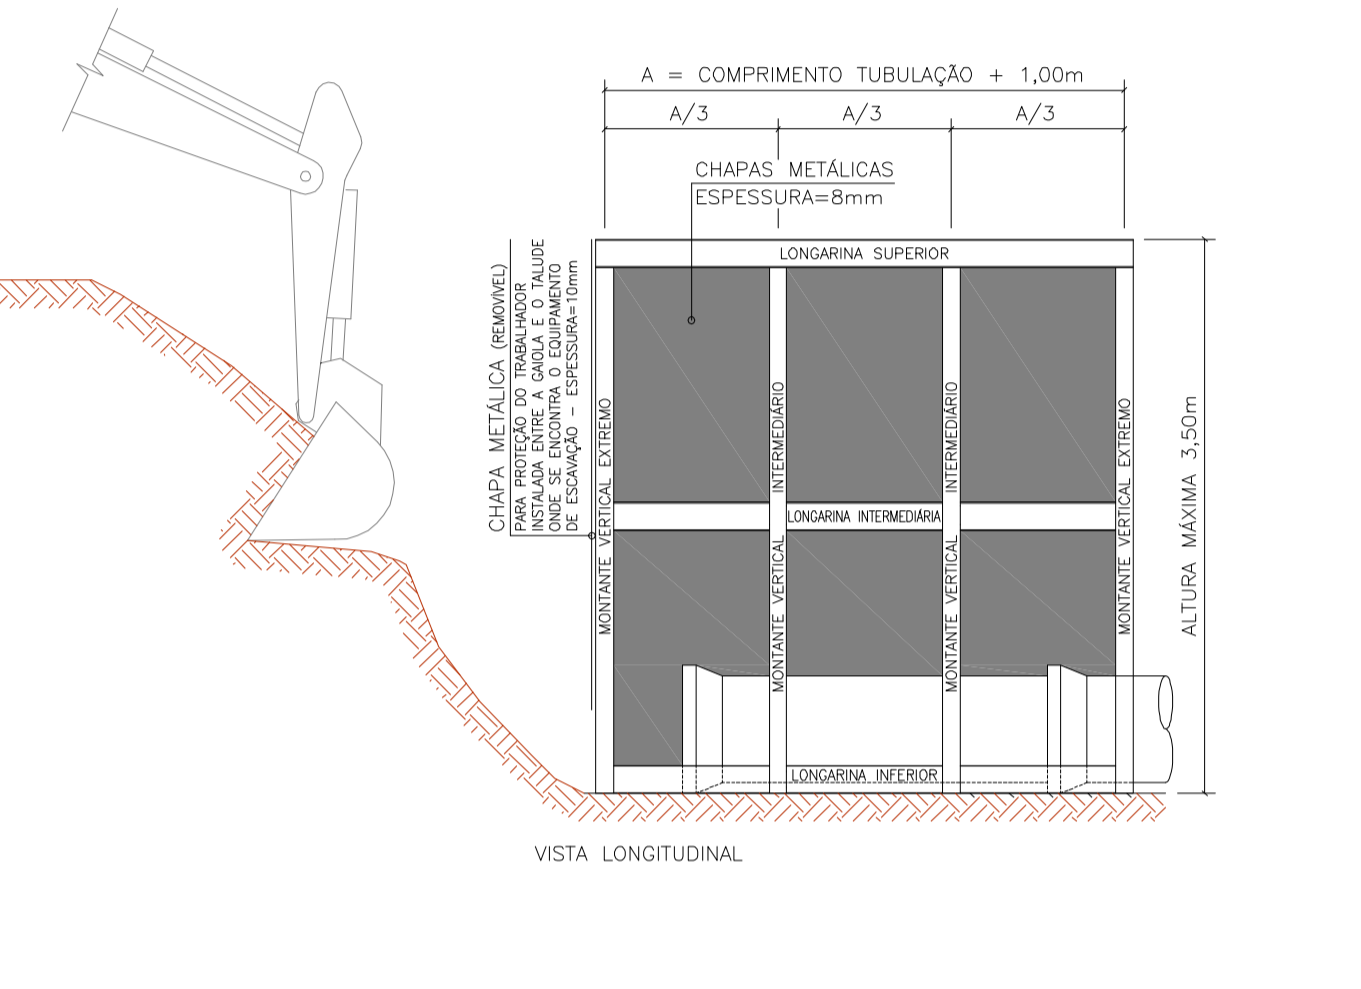 A = COMPRIMENTO TUBULAÇÃO + 1,00m
A/3
A/3
A/3
CHAPAS METÁLICAS
ESPESSURA=8mm
LONGARINA SUPERIOR
CHAPA METÁLICA (REMOVÍVEL)
PARA PROTEÇÃO DO TRABALHADOR
INSTALADA ENTRE A GAIOLA E O TALUDE
ONDE SE ENCONTRA O EQUIPAMENTO
DE ESCAVAÇÃO - ESPESSURA=10mm
MONTANTE VERTICAL EXTREMO
MONTANTE VERTICAL INTERMEDIÁRIO
MONTANTE VERTICAL INTERMEDIÁRIO
MONTANTE VERTICAL EXTREMO
ALTURA MÁXIMA 3,50m
LONGARINA INTERMEDIÁRIA
LONGARINA INFERIOR
VISTA LONGITUDINAL